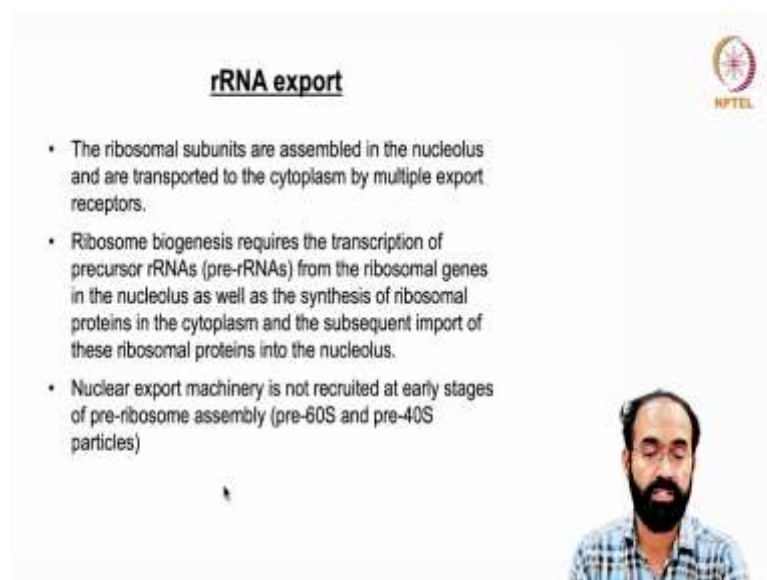 rRNA export
NPTEL
• The ribosomal subunits are assembled in the nucleolus
and are transported to the cytoplasm by multiple export
receptors.
• Ribosome biogenesis requires the transcription of
precursor rRNAs (pre-rRNAs) from the ribosomal genes
in the nucleolus as well as the synthesis of ribosomal
proteins in the cytoplasm and the subsequent import of
these ribosomal proteins into the nucleolus.
• Nuclear export machinery is not recruited at early stages
of pre-ribosome assembly (pre-60S and pre-40S
particles)